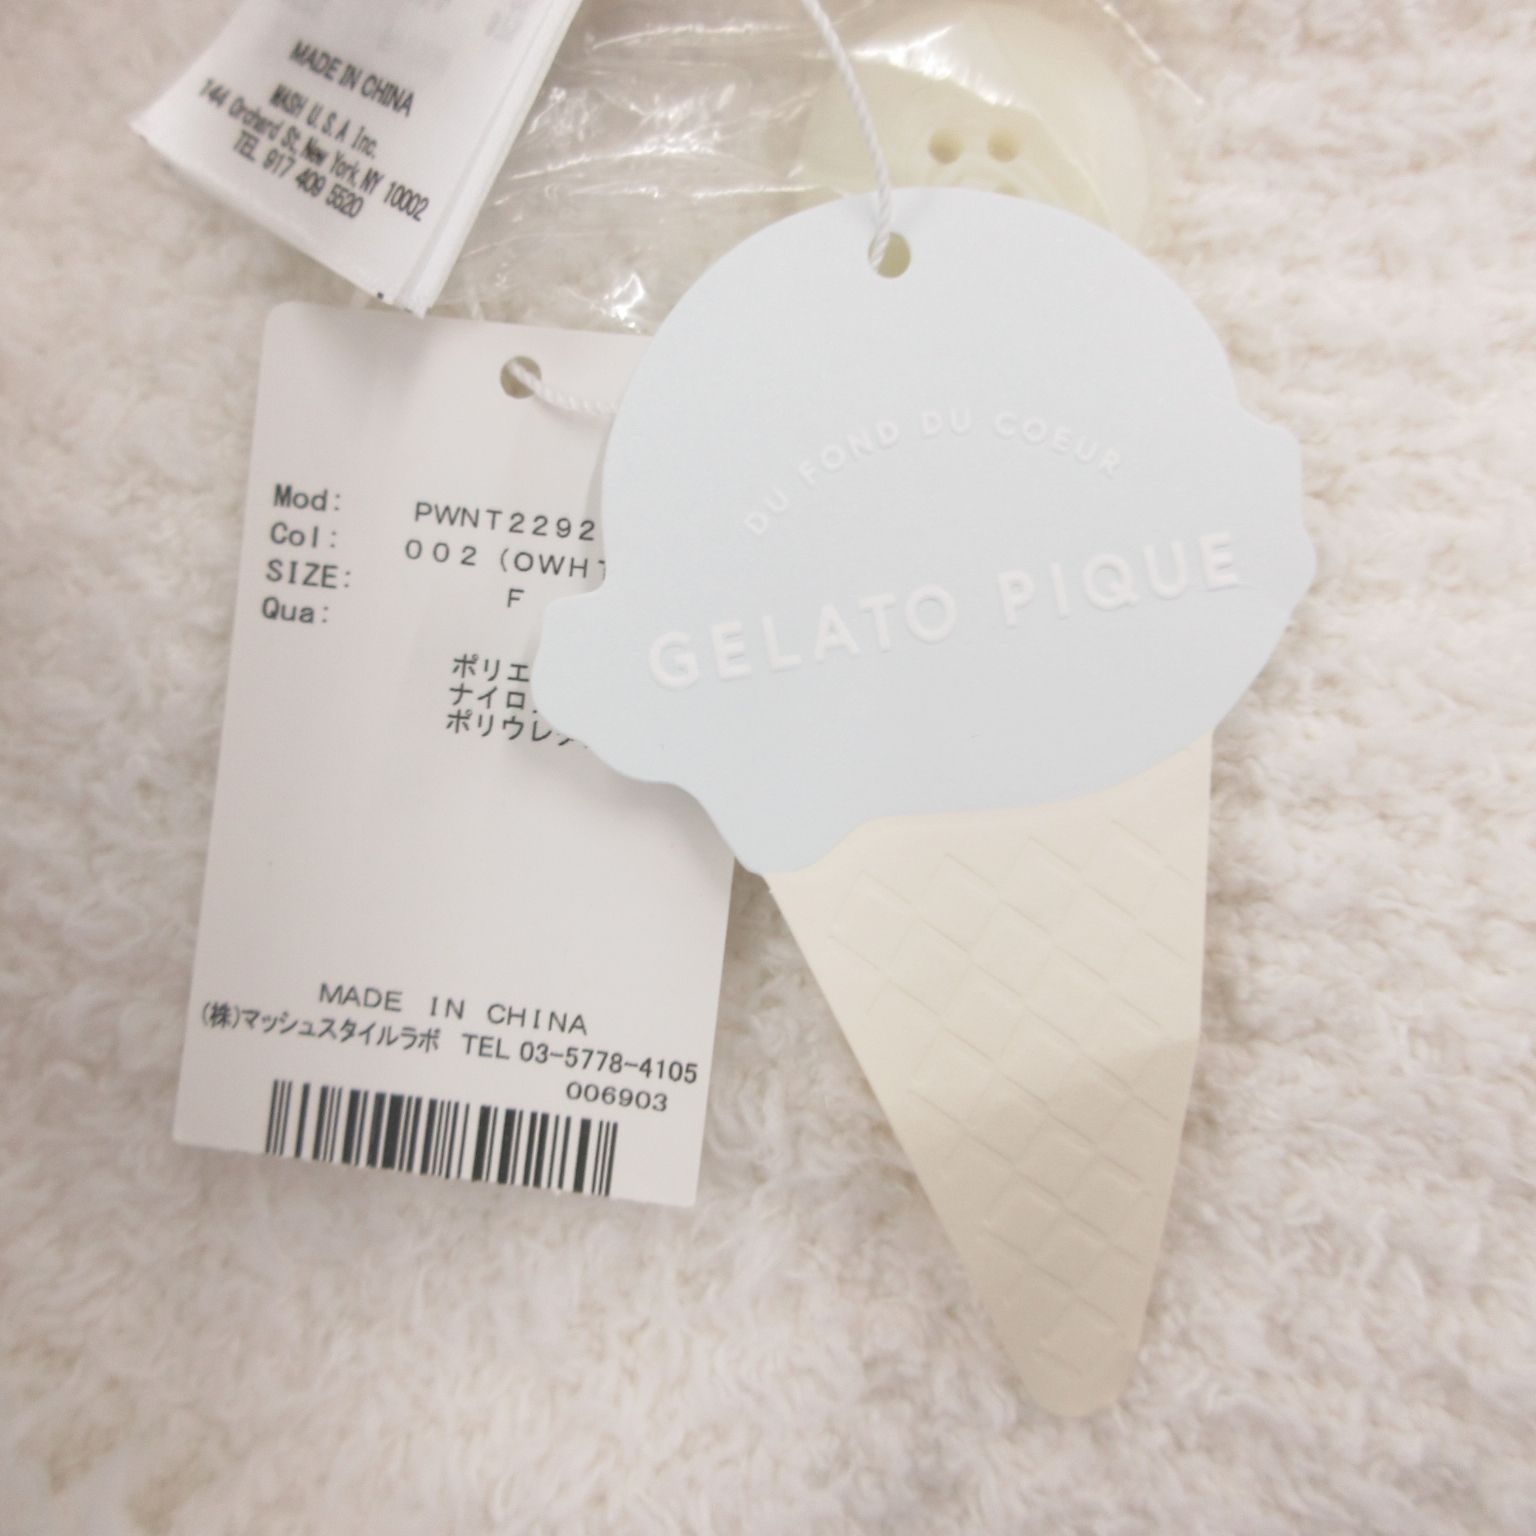 MADE IN CHINA
MASH U.S.A Inc.
144 Orchard St, New York, NY 10002
TEL 917 409 5520
DU FOND DU COEUR
GELATO PIQUE
Mod: PWNT2292
Col: 002 (OWHT
SIZE: F
Qua:
ポリエ
ナイロ
ポリウレタ
MADE IN CHINA
(株)マッシュスタイルラボ TEL 03-5778-4105
006903